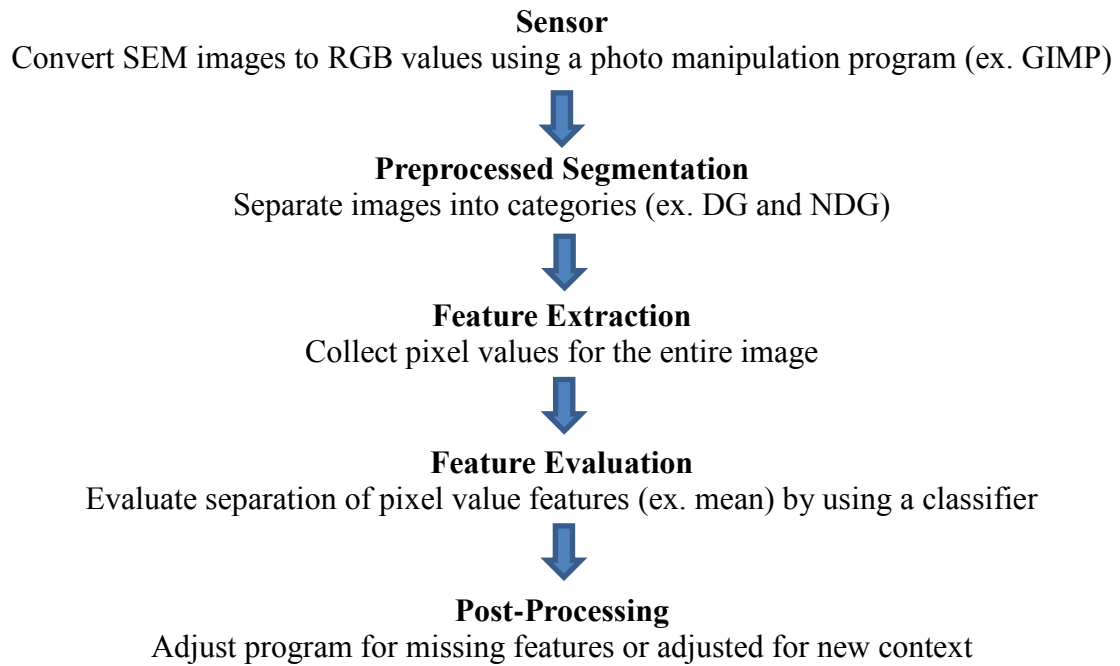 Sensor
Convert SEM images to RGB values using a photo manipulation program (ex. GIMP)
Preprocessed Segmentation
Separate images into categories (ex. DG and NDG)
Feature Extraction
Collect pixel values for the entire image
Feature Evaluation
Evaluate separation of pixel value features (ex. mean) by using a classifier
Post-Processing
Adjust program for missing features or adjusted for new context